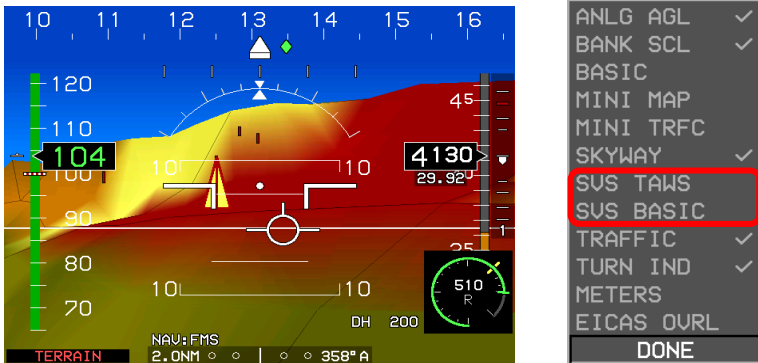 10 11 12 13 14 15 16
120
110
104
100
90
80
70
10 10
10 10
45
4130
29.92
25
1
510
R
DH 200
NAV:FMS
TERRAIN
2.0NM 358° A
ANLG AGL ✓
BANK SCL ✓
BASIC
MINI MAP
MINI TRFC
SKYWAY ✓
SVS TAWS
SVS BASIC
TRAFFIC ✓
TURN IND ✓
METERS
EICAS OVRL
DONE